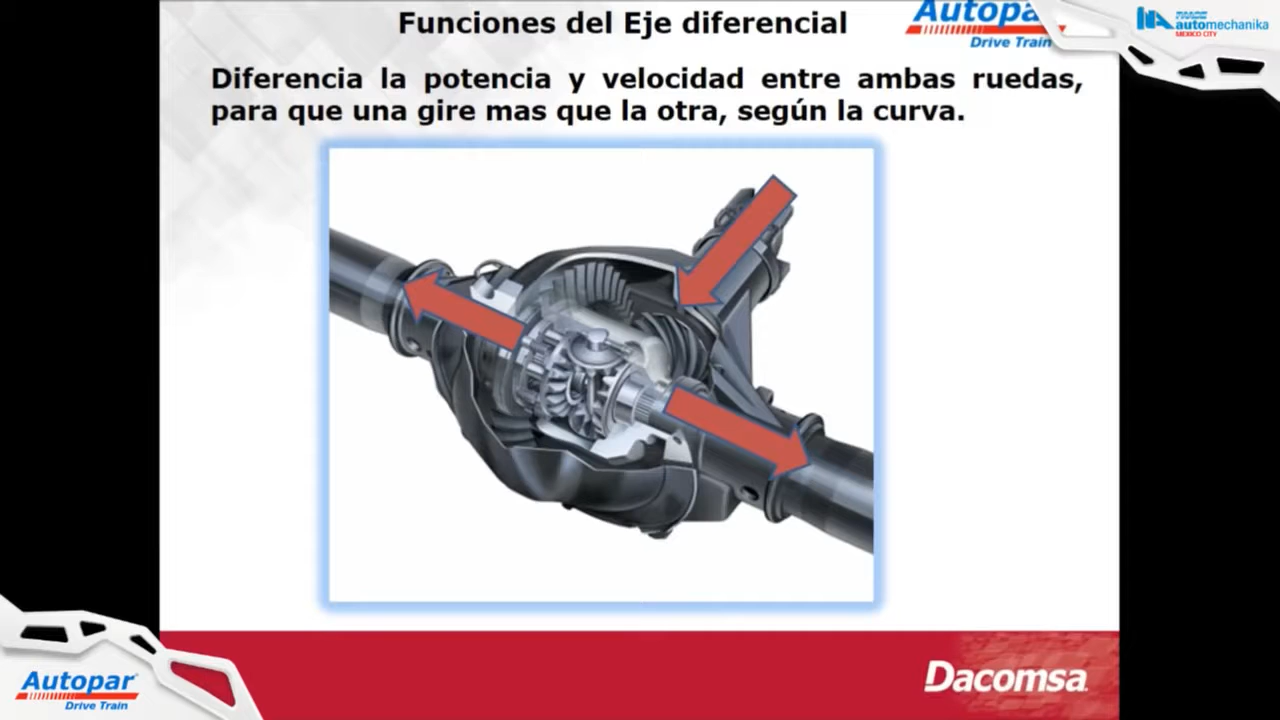 Funciones del Eje diferencial
Autopa
Drive Train
automechanika
MEXICO CITY
Diferencia la potencia y velocidad entre ambas ruedas,
para que una gire mas que la otra, según la curva.
Autopar
Drive Train
Dacomsa